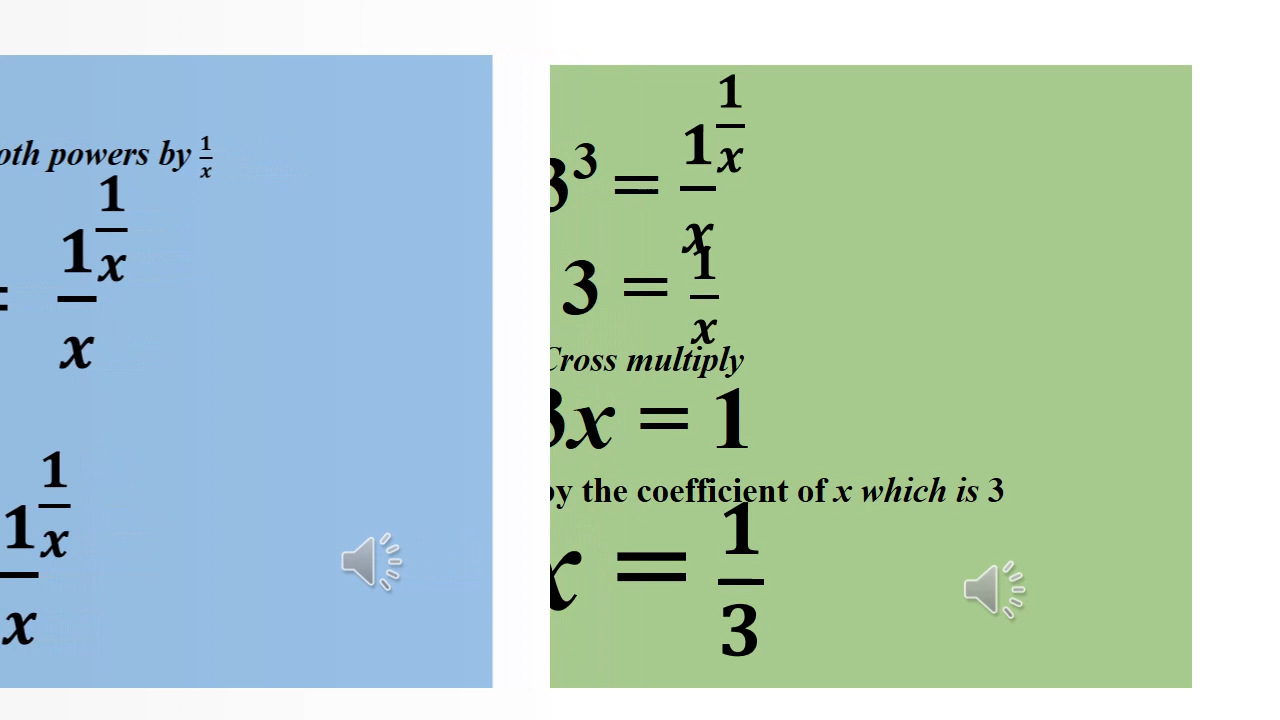 powers by 1/x
= 1/x^(1/x)
1/x^(1/x)
3^3 = 1/x^(1/x)
3 = 1/x
Cross multiply
3x = 1
by the coefficient of x which is 3
x = 1/3